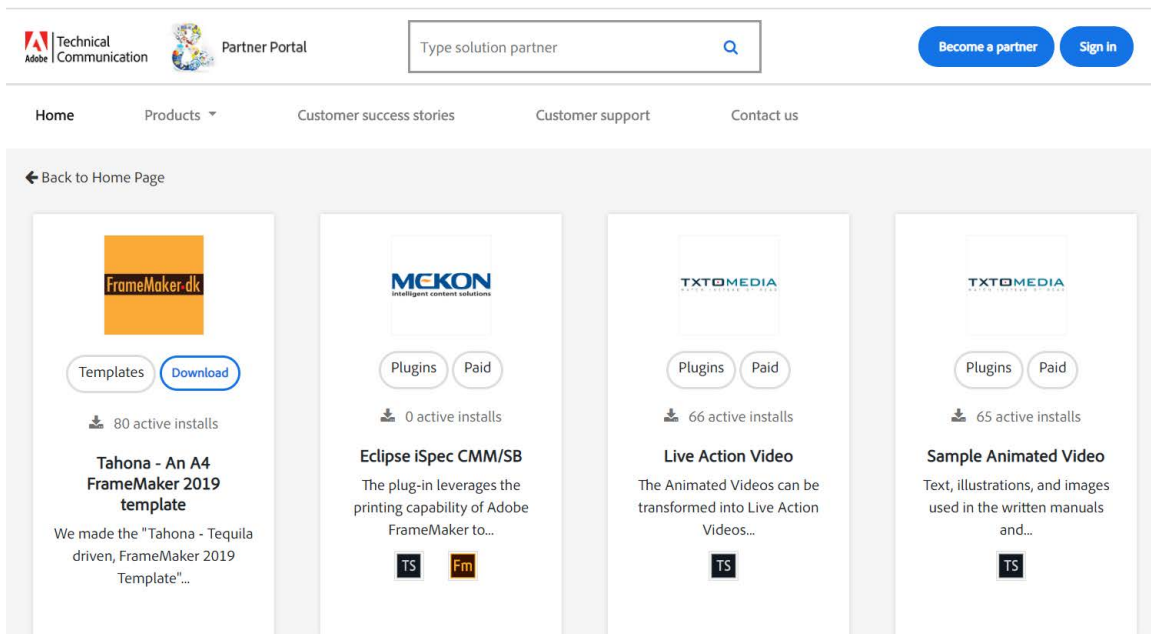 Adobe
Technical
Communication
Partner Portal
Type solution partner
Become a partner
Sign in
Home
Products
Customer success stories
Customer support
Contact us
Back to Home Page
FrameMaker·dk
Templates
Download
80 active installs
Tahona - An A4
FrameMaker 2019
template
We made the "Tahona - Tequila
driven, FrameMaker 2019
Template"...
MEKON
intelligent content solutions
Plugins
Paid
0 active installs
Eclipse iSpec CMM/SB
The plug-in leverages the
printing capability of Adobe
FrameMaker to...
TS
Fm
TXTOMEDIA
Plugins
Paid
66 active installs
Live Action Video
The Animated Videos can be
transformed into Live Action
Videos...
TS
TXTOMEDIA
Plugins
Paid
65 active installs
Sample Animated Video
Text, illustrations, and images
used in the written manuals
and...
TS